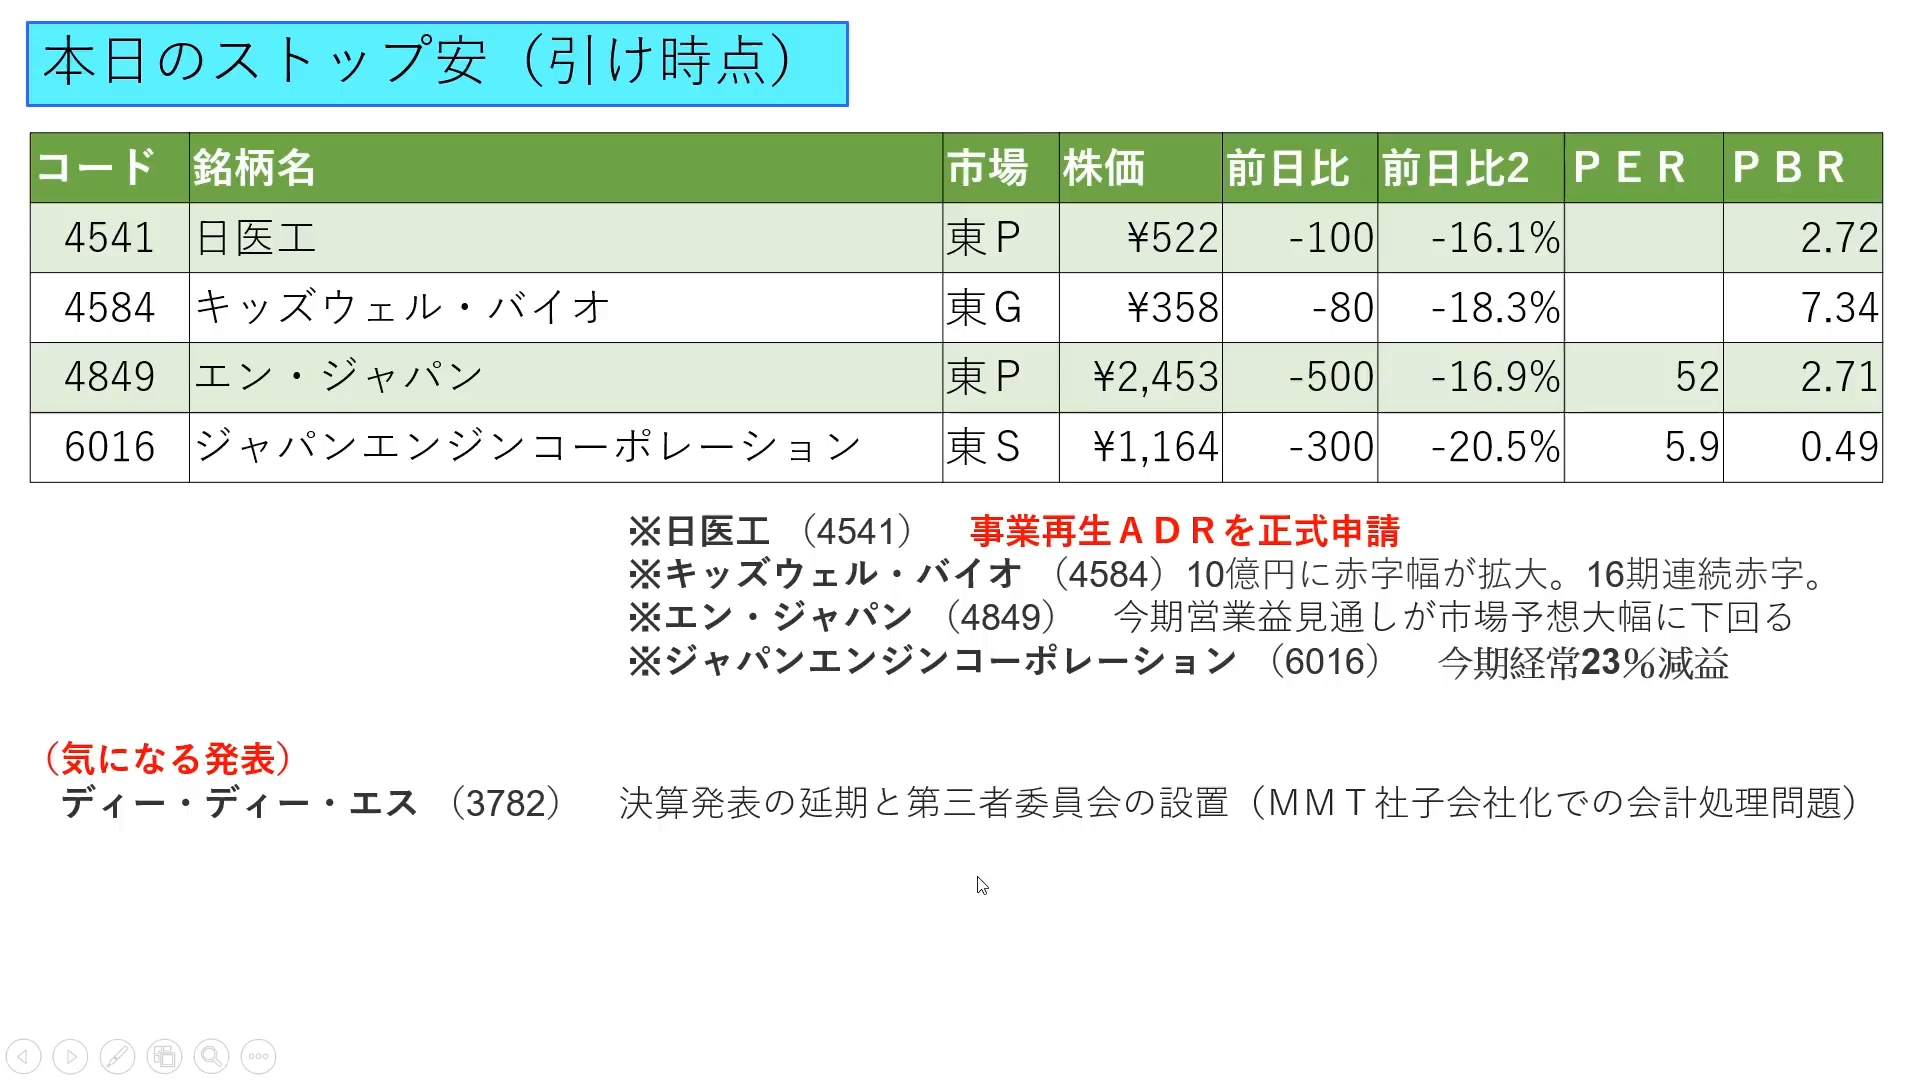 本日のストップ安（引け時点）
コード 銘柄名 市場 株価 前日比 前日比2 ＰＥＲ ＰＢＲ
4541 日医工 東Ｐ ¥522 -100 -16.1% 2.72
4584 キッズウェル・バイオ 東Ｇ ¥358 -80 -18.3% 7.34
4849 エン・ジャパン 東Ｐ ¥2,453 -500 -16.9% 52 2.71
6016 ジャパンエンジンコーポレーション 東Ｓ ¥1,164 -300 -20.5% 5.9 0.49
※日医工（4541）　事業再生ＡＤＲを正式申請
※キッズウェル・バイオ（4584）10億円に赤字幅が拡大。16期連続赤字。
※エン・ジャパン（4849）　今期営業益見通しが市場予想大幅に下回る
※ジャパンエンジンコーポレーション（6016）　今期経常23%減益
（気になる発表）
ディー・ディー・エス（3782）　決算発表の延期と第三者委員会の設置（ＭＭＴ社子会社化での会計処理問題）